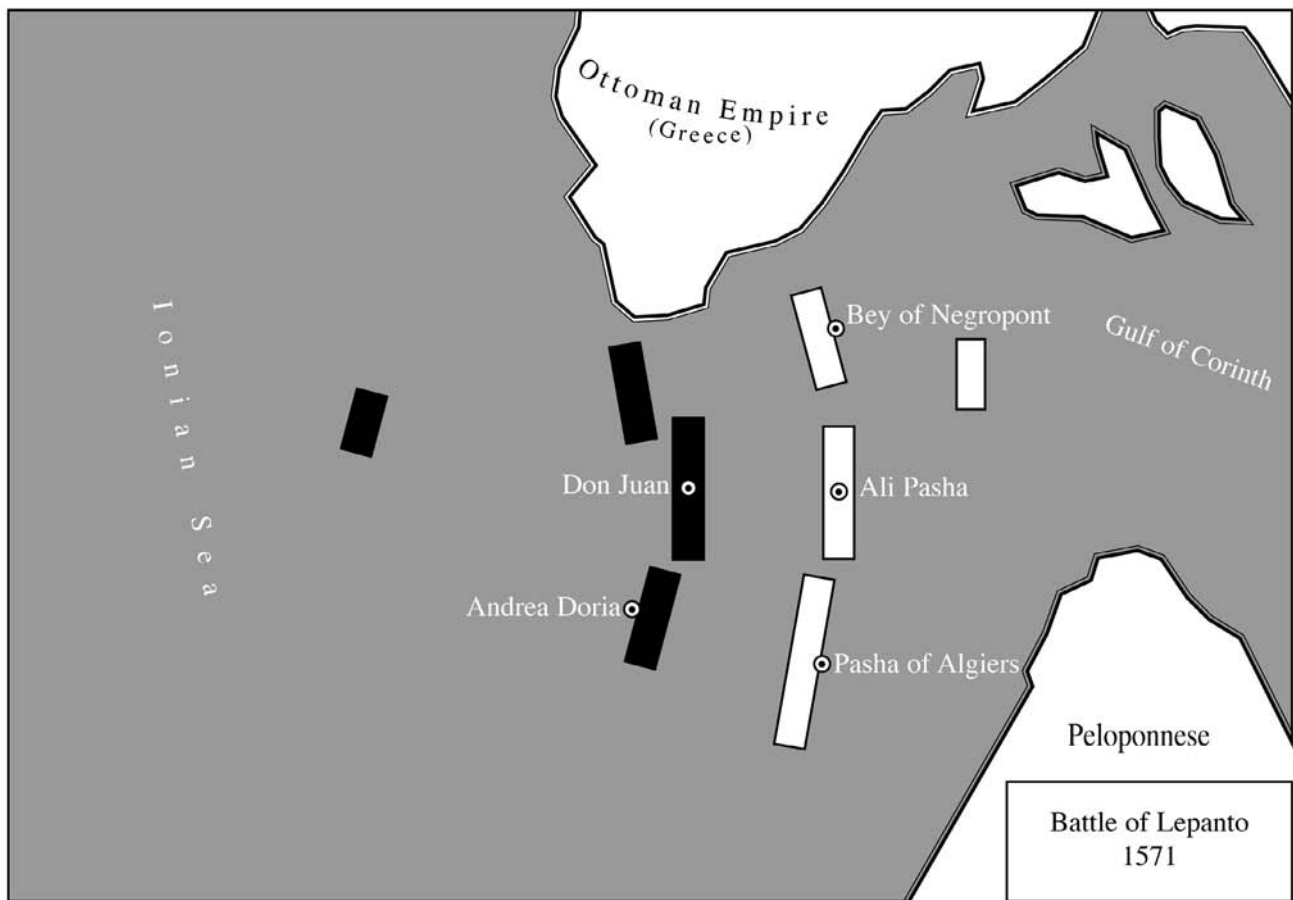 Ottoman Empire
(Greece)
Ionian Sea
Bey of Negropont
Gulf of Corinth
Don Juan
Ali Pasha
Andrea Doria
Pasha of Algiers
Peloponnese
Battle of Lepanto
1571